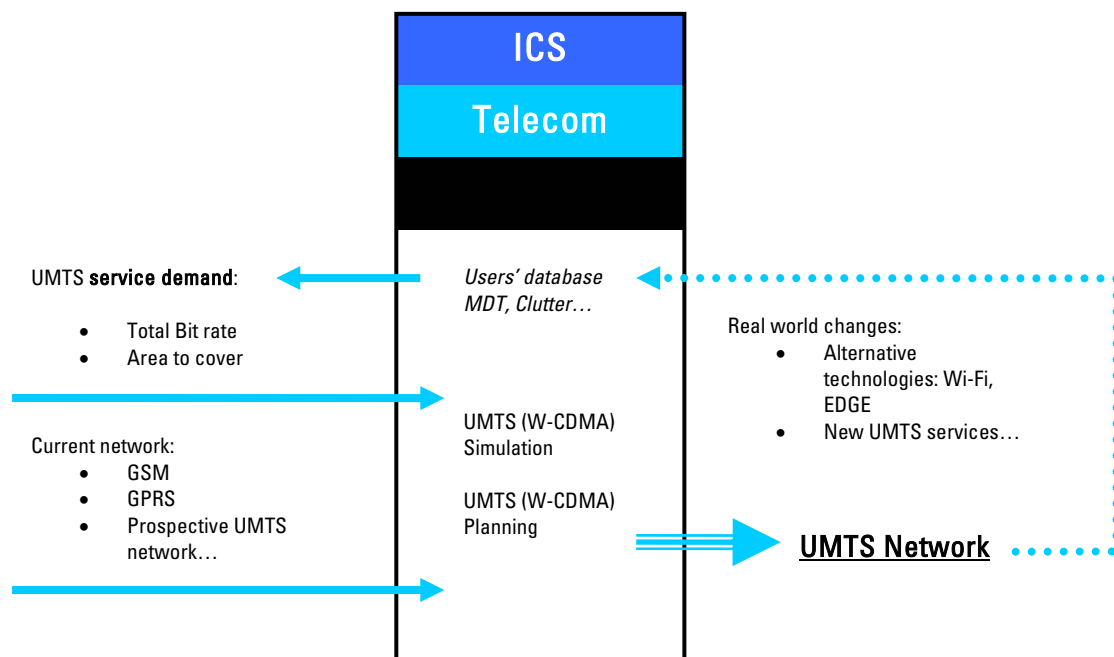 ICS
Telecom
UMTS service demand:
• Total Bit rate
• Area to cover
Users’ database
MDT, Clutter…
Real world changes:
• Alternative
technologies: Wi-Fi,
EDGE
• New UMTS services…
Current network:
• GSM
• GPRS
• Prospective UMTS
network…
UMTS (W-CDMA)
Simulation
UMTS (W-CDMA)
Planning
UMTS Network